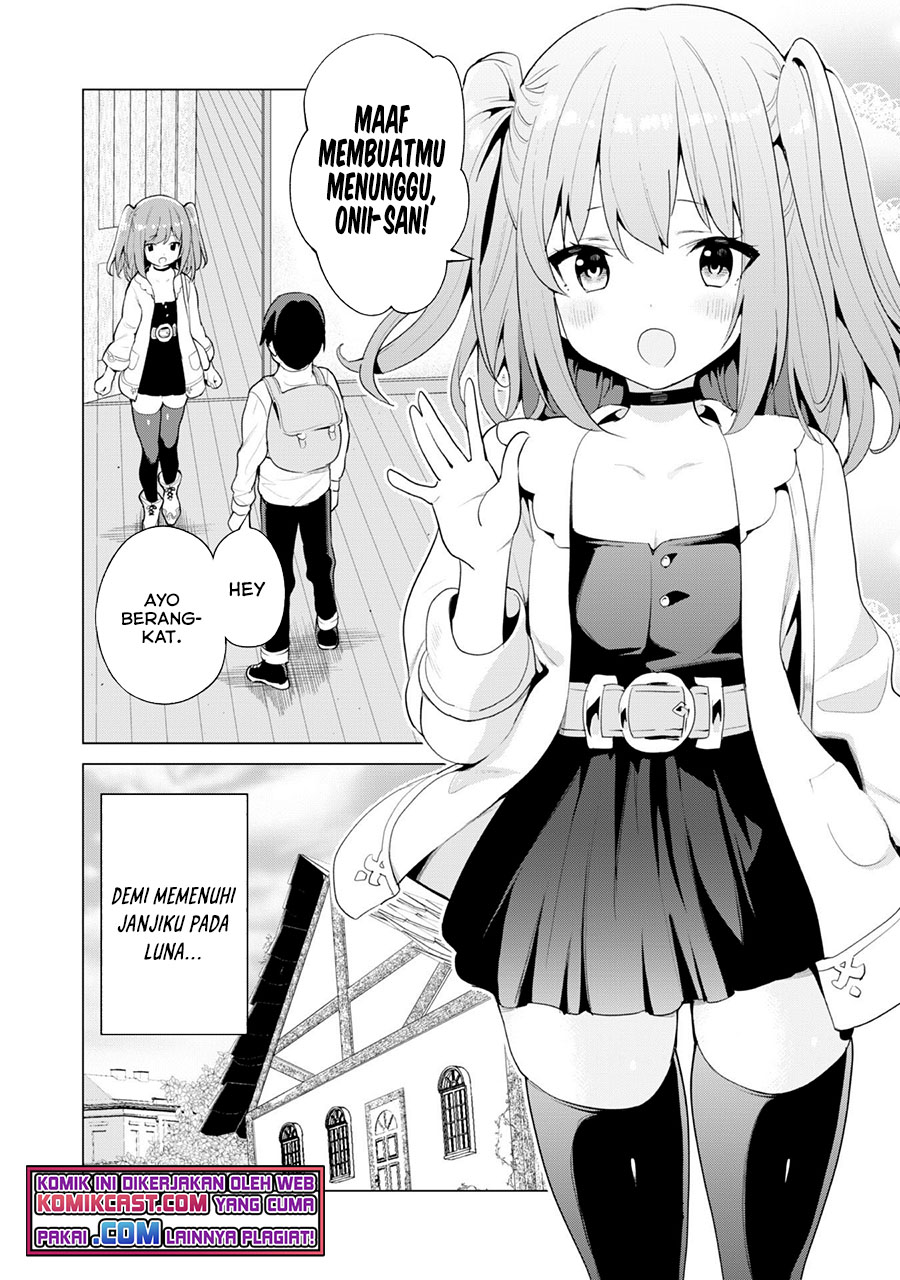 MAAF
MEMBUATMU
MENUNGGU,
ONII-SAN!
HEY
AYO
BERANG-
KAT.
DEMI MEMENUHI
JANJIKU PADA
LUNA...
KOMIK INI DIKERJAKAN OLEH WEB
KOMIKCAST.COM YANG CUMA
PAKAI .COM LAINNYA PLAGIAT!